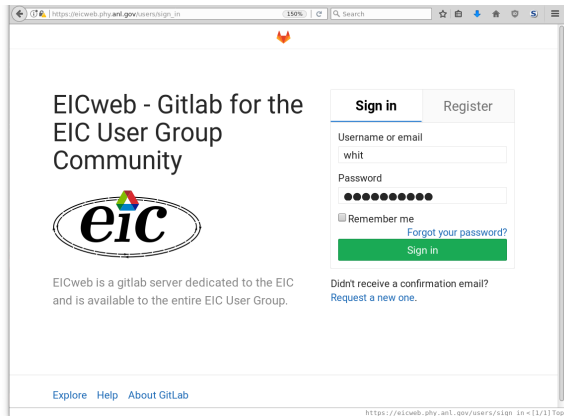 https://eicweb.phy.anl.gov/users/sign_in
150%
Search
S
EICweb - Gitlab for the
EIC User Group
Community
eic
EICweb is a gitlab server dedicated to the EIC
and is available to the entire EIC User Group.
Sign in
Register
Username or email
whit
Password
●●●●●●●●●●
Remember me
Forgot your password?
Sign in
Didn't receive a confirmation email?
Request a new one.
Explore Help About GitLab
https://eicweb.phy.anl.gov/users/sign in<[1/1]Top